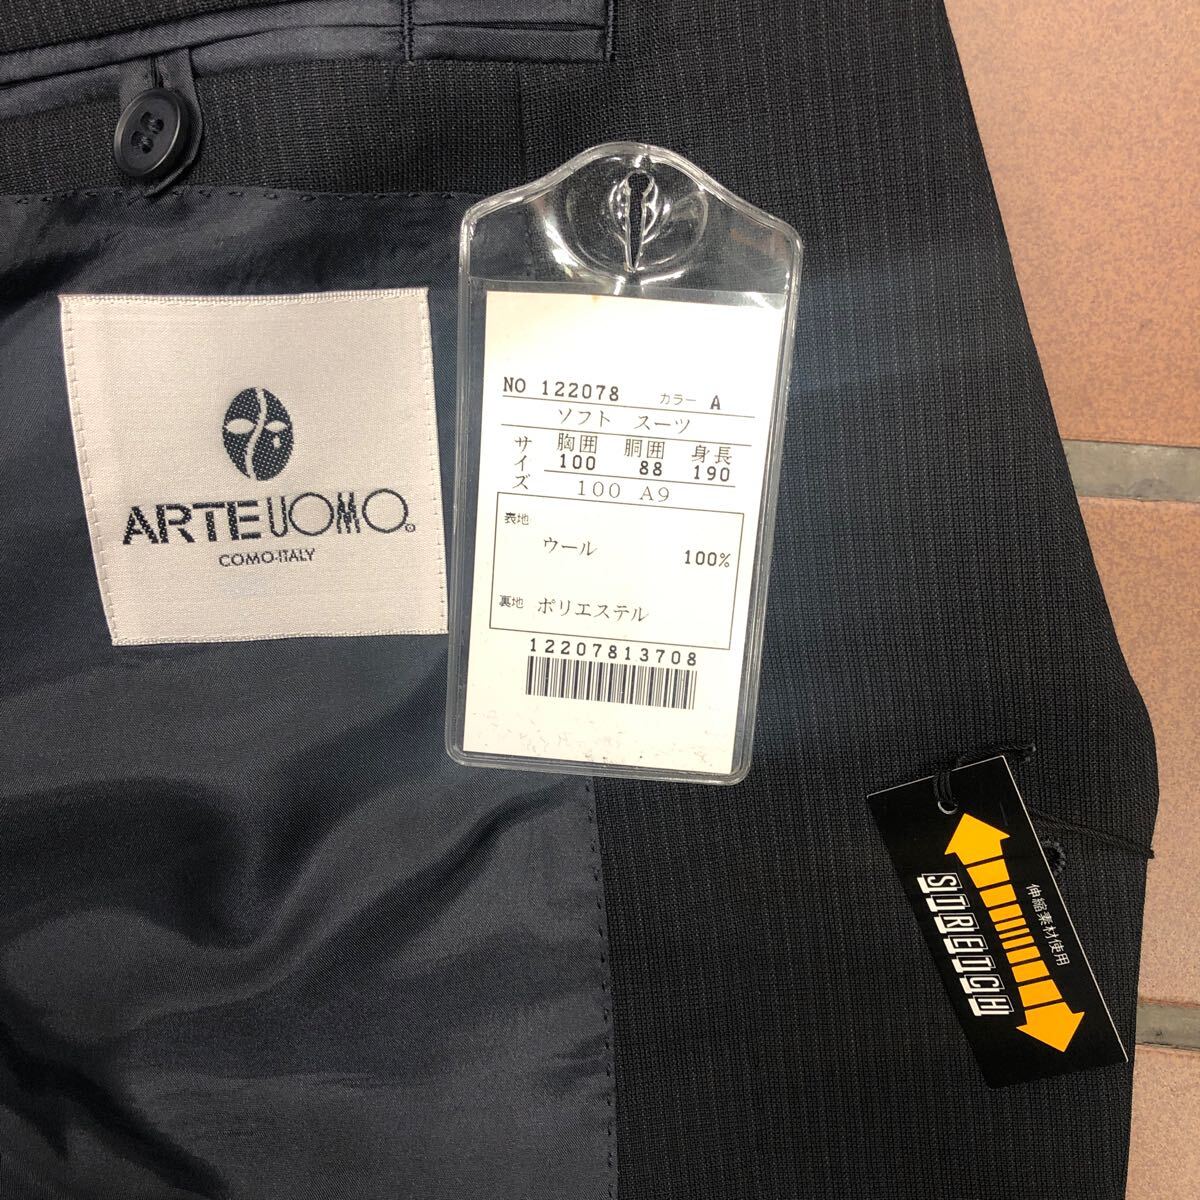 ARTEUOMO®
COMO-ITALY
NO 122078 カラー A
ソフト スーツ
サイズ
胸囲 胴囲 身長
100 88 190
100 A9
表地
ウール 100%
裏地 ポリエステル
12207813708
伸縮素材使用
STRETCH